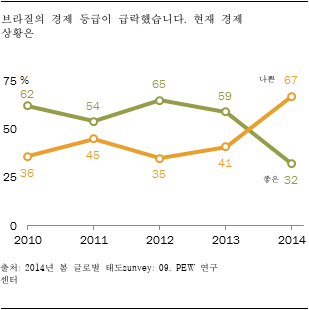 브라질의 경제 등급이 급락했습니다. 현재 경제
상황은
75 %
62 54 65 59 나쁜 67
50
36 45 35 41
25
좋은 32
0
2010 2011 2012 2013 2014
출처: 2014년 봄 글로벌 태도survey: 09. PEW 연구
센터